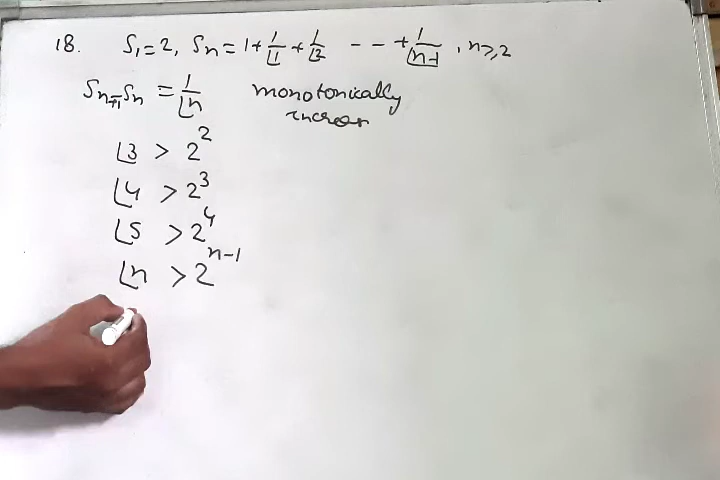 18. S₁ = 2, Sn = 1 + 1/∟1 + 1/∟2 - - + 1/∟n-1 , n ≥ 2
Sn+1 - Sn = 1/∟n monotonically
increas
∟3 > 2²
∟4 > 2³
∟5 > 2⁴
∟n > 2ⁿ⁻¹